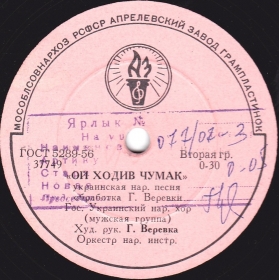 МОСОБЛСОВНАРХОЗ РСФСР АПРЕЛЕВСКИЙ ЗАВОД ГРАМПЛАСТИНОК
Ярлык №
ГОСТ 5289-56
Вторая гр.
31749
0-30
«ОЙ ХОДИВ ЧУМАК»
Украинская нар. песня
обработка Г. Веревки
Гос. Украинский нар. хор
(мужская группа)
Худ. рук. Г. Веревка
Оркестр нар. инстр.